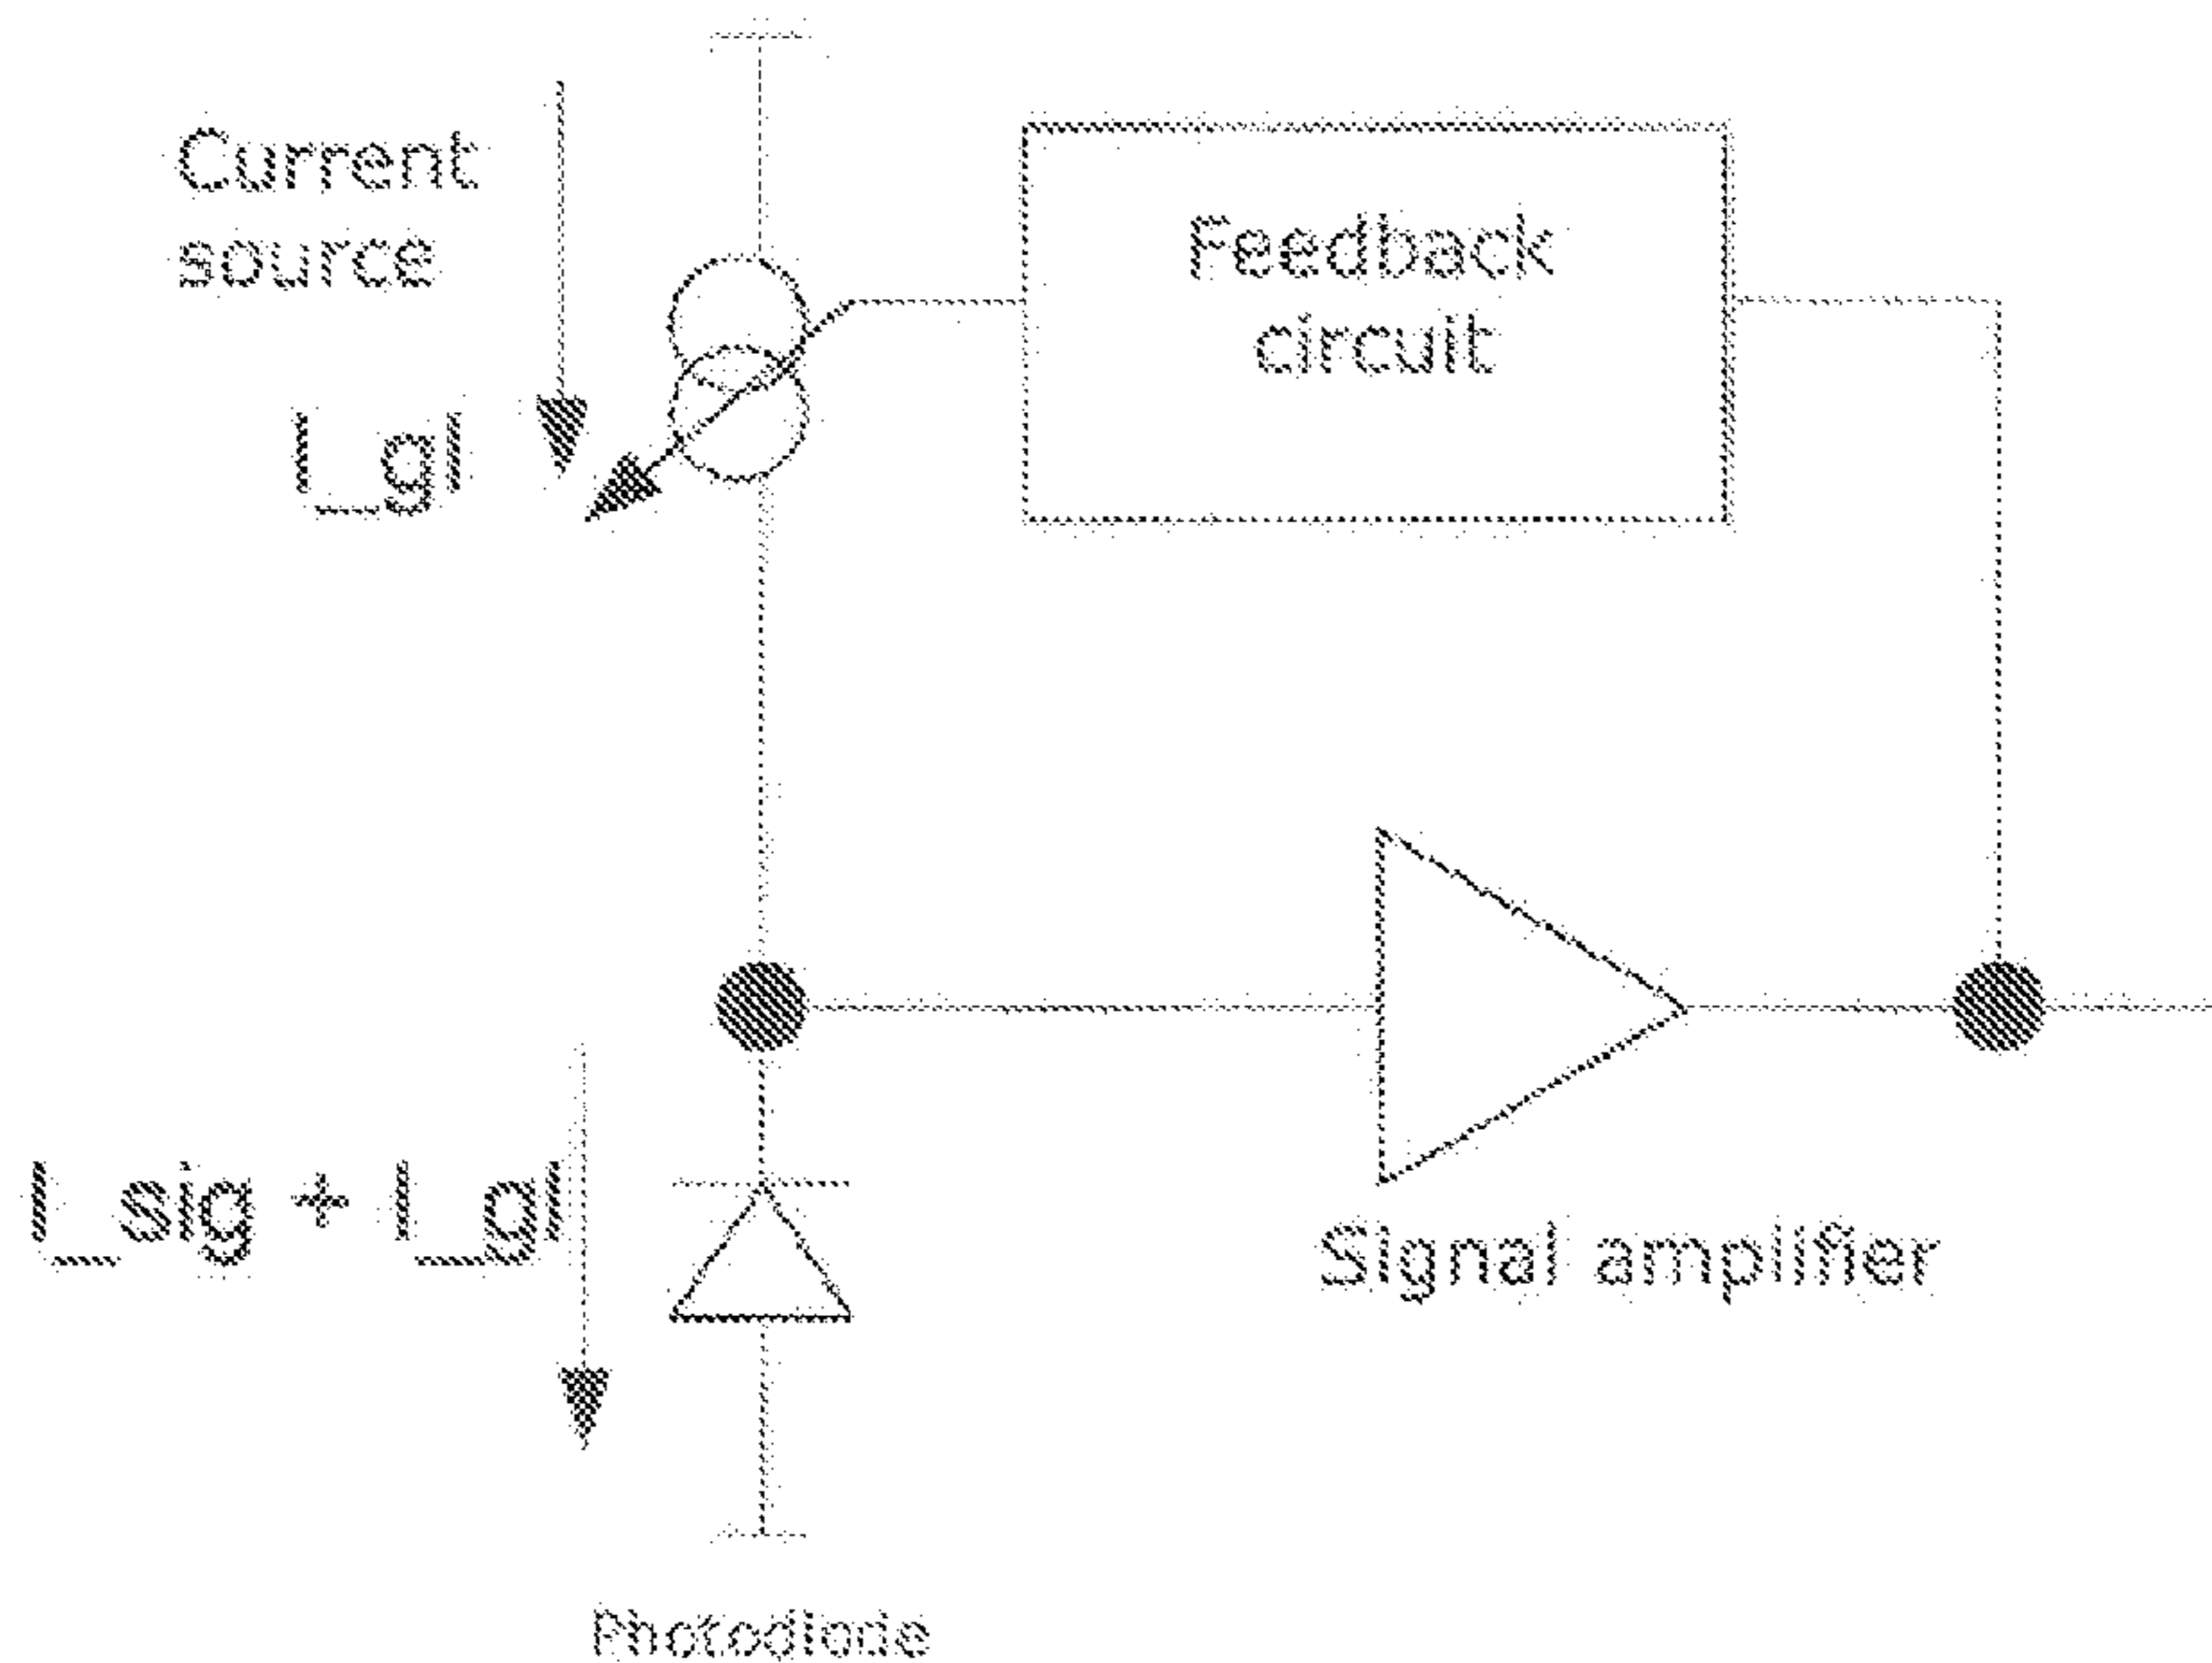 Current
source
I_gl
Feedback
circuit
I_sig + I_gl
Signal amplifier
Photodiode